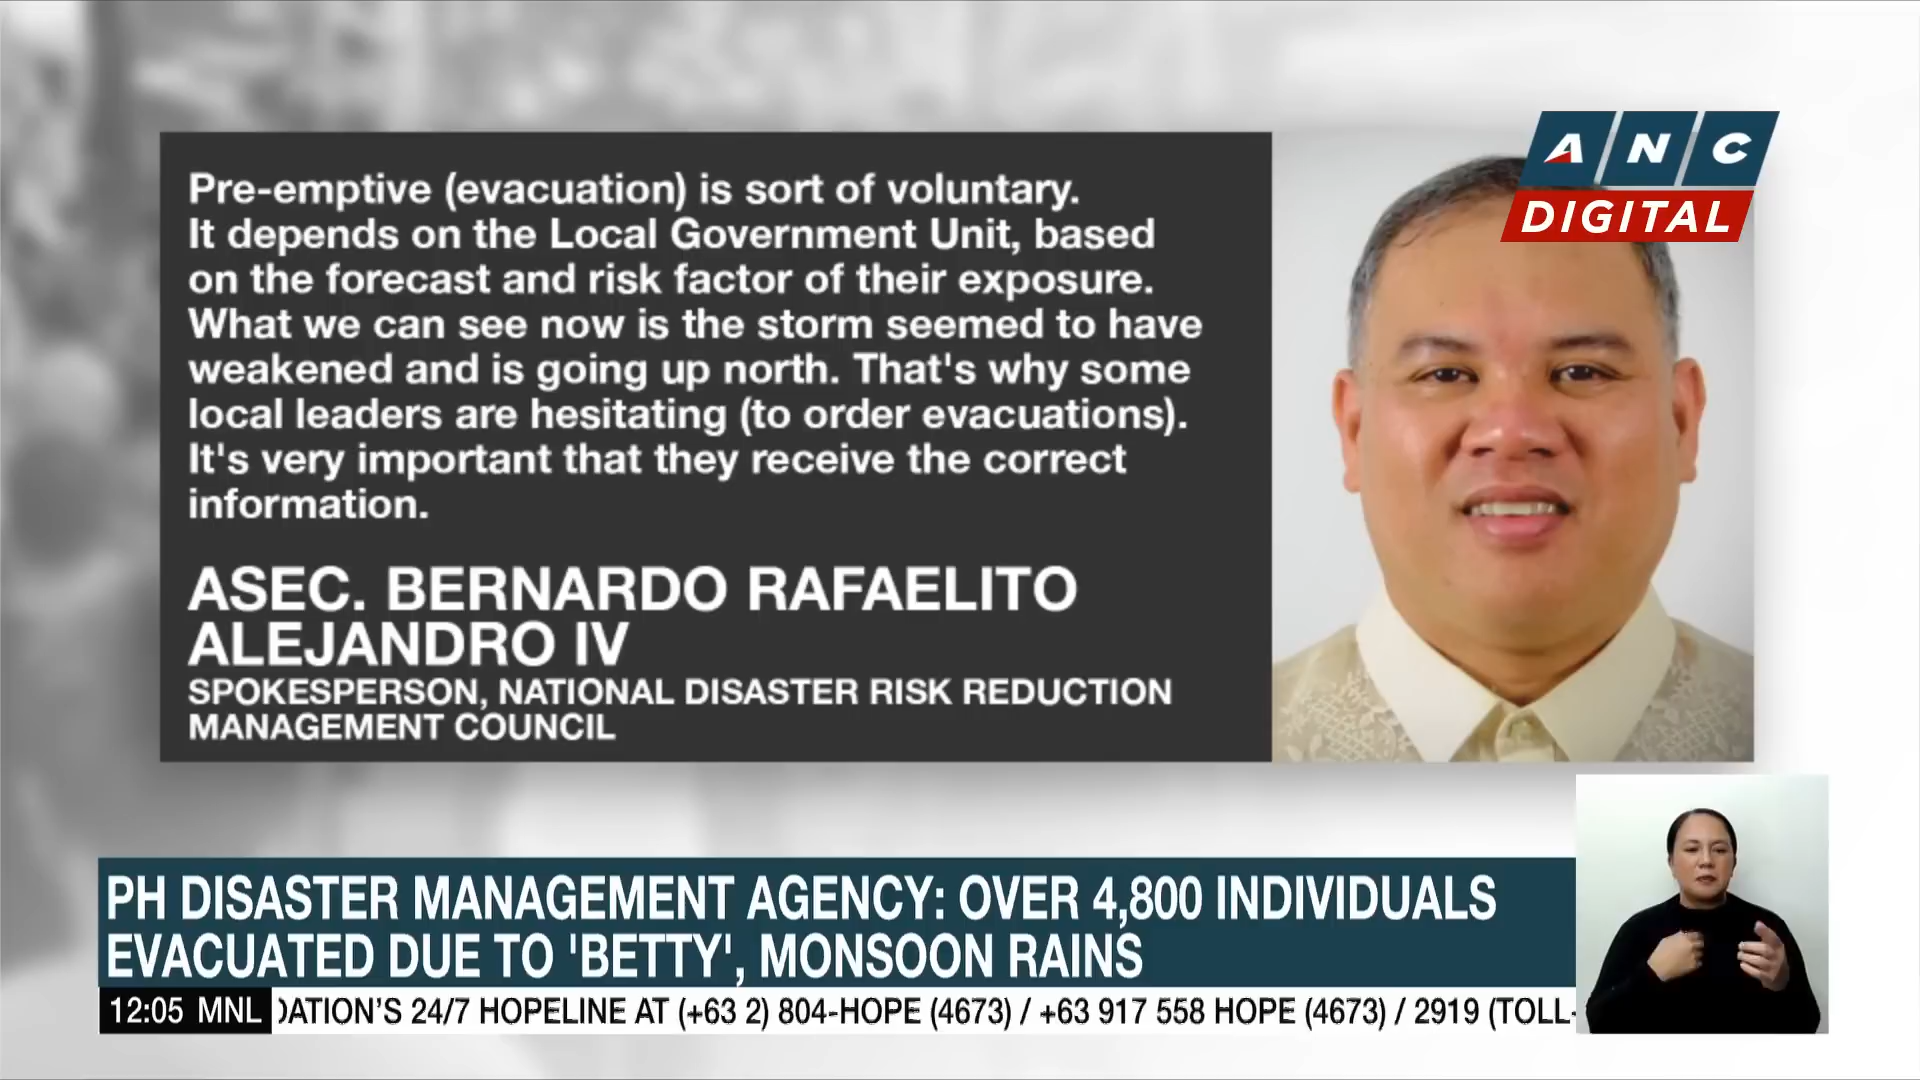 ANC
DIGITAL
Pre-emptive (evacuation) is sort of voluntary.
It depends on the Local Government Unit, based
on the forecast and risk factor of their exposure.
What we can see now is the storm seemed to have
weakened and is going up north. That's why some
local leaders are hesitating (to order evacuations).
It's very important that they receive the correct
information.
ASEC. BERNARDO RAFAELITO
ALEJANDRO IV
SPOKESPERSON, NATIONAL DISASTER RISK REDUCTION
MANAGEMENT COUNCIL
PH DISASTER MANAGEMENT AGENCY: OVER 4,800 INDIVIDUALS
EVACUATED DUE TO 'BETTY', MONSOON RAINS
12:05 MNL
DATION'S 24/7 HOPELINE AT (+63 2) 804-HOPE (4673) / +63 917 558 HOPE (4673) / 2919 (TOLL-